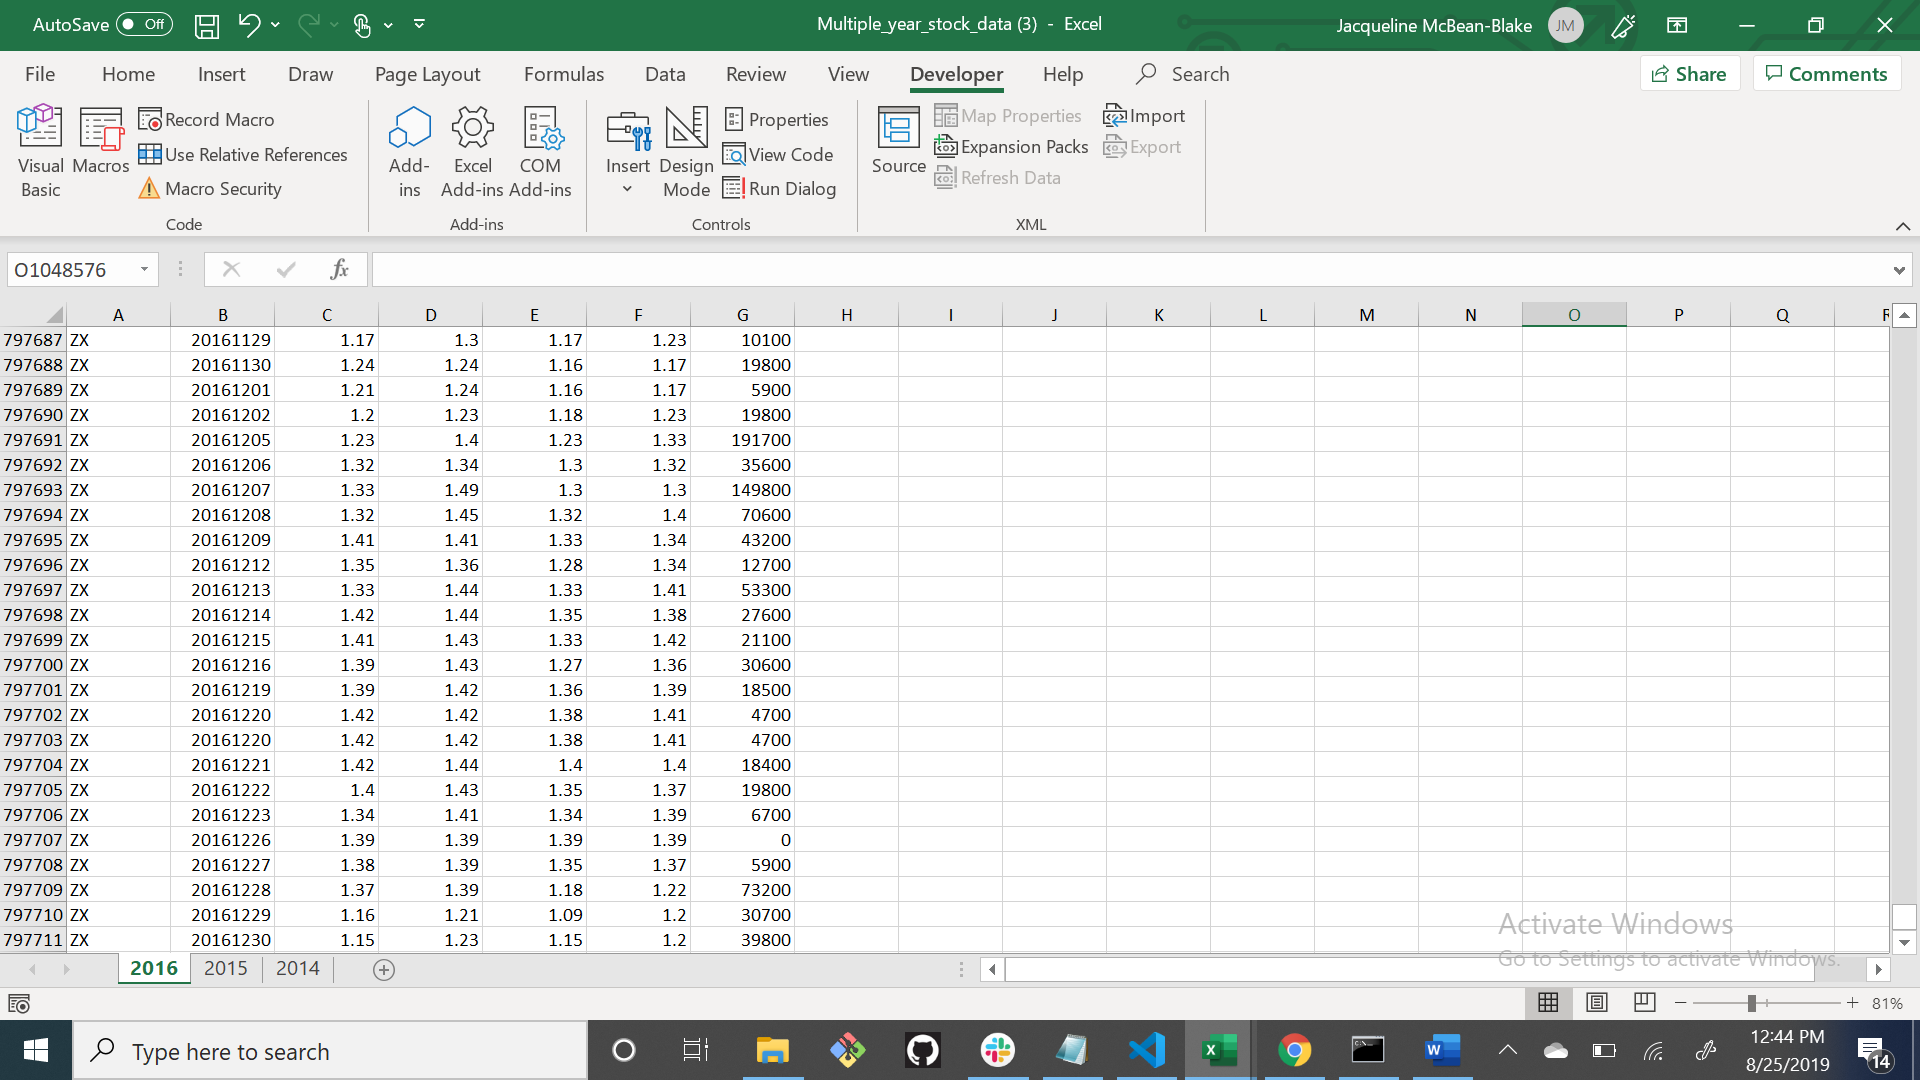 AutoSave Off Multiple_year_stock_data (3) - Excel Jacqueline McBean-Blake JM
File Home Insert Draw Page Layout Formulas Data Review View Developer Help Search Share Comments
Visual Basic
Macros
Record Macro
Use Relative References
Macro Security
Code
Add-ins
Excel Add-ins
COM Add-ins
Add-ins
Insert
Design Mode
Properties
View Code
Run Dialog
Controls
Source
Map Properties
Expansion Packs
Refresh Data
Import
Export
XML
O1048576 fx
A B C D E F G H I J K L M N O P Q
797687 ZX 20161129 1.17 1.3 1.17 1.23 10100
797688 ZX 20161130 1.24 1.24 1.16 1.17 19800
797689 ZX 20161201 1.21 1.24 1.16 1.17 5900
797690 ZX 20161202 1.2 1.23 1.18 1.23 19800
797691 ZX 20161205 1.23 1.4 1.23 1.33 191700
797692 ZX 20161206 1.32 1.34 1.3 1.32 35600
797693 ZX 20161207 1.33 1.49 1.3 1.3 149800
797694 ZX 20161208 1.32 1.45 1.32 1.4 70600
797695 ZX 20161209 1.41 1.41 1.33 1.34 43200
797696 ZX 20161212 1.35 1.36 1.28 1.34 12700
797697 ZX 20161213 1.33 1.44 1.33 1.41 53300
797698 ZX 20161214 1.42 1.44 1.35 1.38 27600
797699 ZX 20161215 1.41 1.43 1.33 1.42 21100
797700 ZX 20161216 1.39 1.43 1.27 1.36 30600
797701 ZX 20161219 1.39 1.42 1.36 1.39 18500
797702 ZX 20161220 1.42 1.42 1.38 1.41 4700
797703 ZX 20161220 1.42 1.42 1.38 1.41 4700
797704 ZX 20161221 1.42 1.44 1.4 1.4 18400
797705 ZX 20161222 1.4 1.43 1.35 1.37 19800
797706 ZX 20161223 1.34 1.41 1.34 1.39 6700
797707 ZX 20161226 1.39 1.39 1.39 1.39 0
797708 ZX 20161227 1.38 1.39 1.35 1.37 5900
797709 ZX 20161228 1.37 1.39 1.18 1.22 73200
797710 ZX 20161229 1.16 1.21 1.09 1.2 30700
797711 ZX 20161230 1.15 1.23 1.15 1.2 39800
Activate Windows
Go to Settings to activate Windows.
2016 2015 2014
81%
Type here to search
12:44 PM
8/25/2019
14